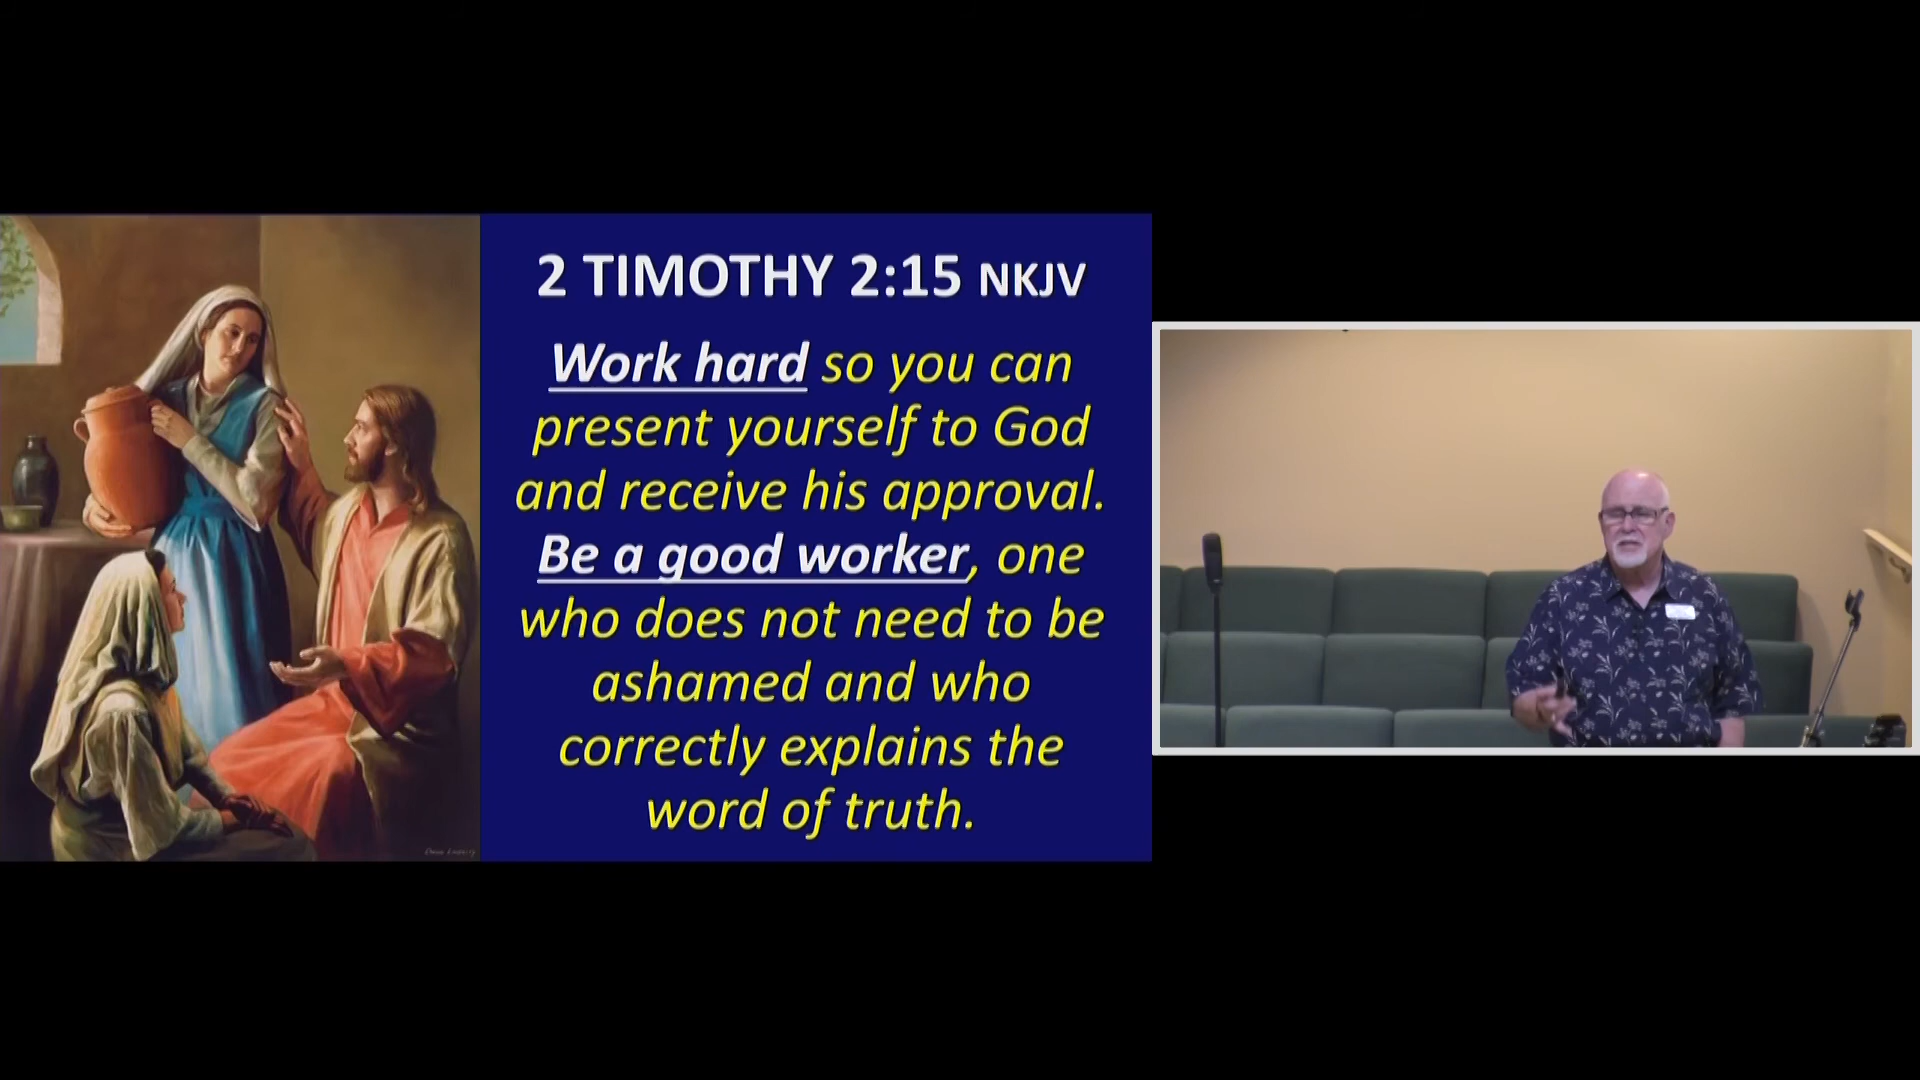 2 TIMOTHY 2:15 NKJV
Work hard so you can
present yourself to God
and receive his approval.
Be a good worker, one
who does not need to be
ashamed and who
correctly explains the
word of truth.